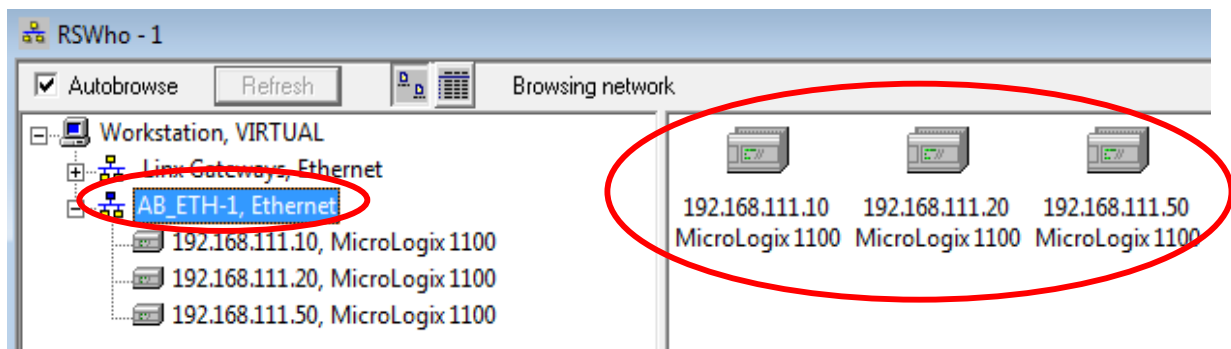 RSWho - 1
Autobrowse Refresh Browsing network
Workstation, VIRTUAL
Linx Gateways, Ethernet
AB_ETH-1, Ethernet
192.168.111.10, MicroLogix 1100
192.168.111.20, MicroLogix 1100
192.168.111.50, MicroLogix 1100
192.168.111.10 192.168.111.20 192.168.111.50
MicroLogix 1100 MicroLogix 1100 MicroLogix 1100